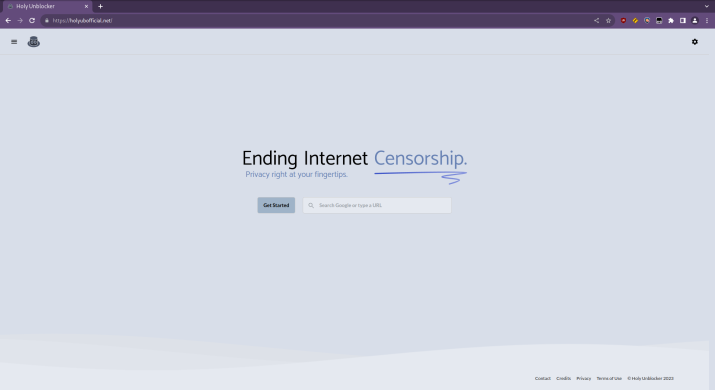 Holy Unblocker
https://holyubofficial.net/
Ending Internet Censorship.
Privacy right at your fingertips.
Get Started
Search Google or type a URL
Contact Credits Privacy Terms of Use © Holy Unblocker 2023